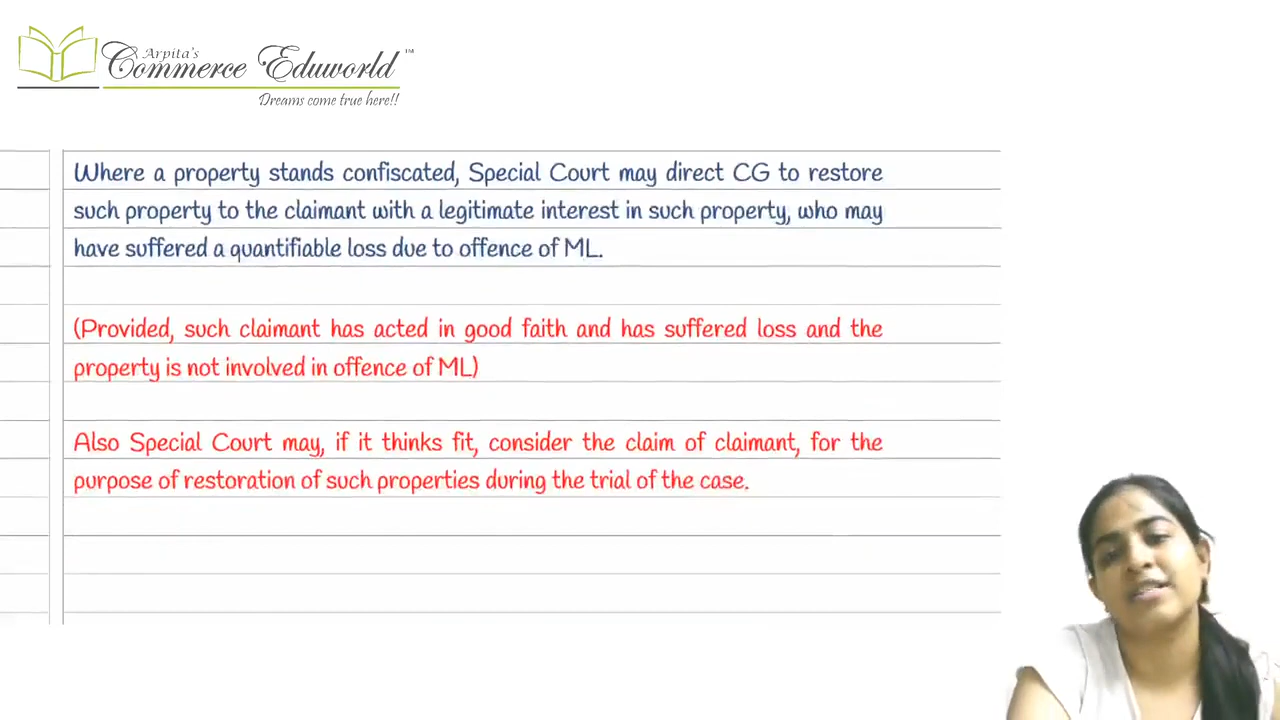 Arpita's
Commerce Eduworld™
Dreams come true here!!
Where a property stands confiscated, Special Court may direct CG to restore
such property to the claimant with a legitimate interest in such property, who may
have suffered a quantifiable loss due to offence of ML.
(Provided, such claimant has acted in good faith and has suffered loss and the
property is not involved in offence of ML)
Also Special Court may, if it thinks fit, consider the claim of claimant, for the
purpose of restoration of such properties during the trial of the case.